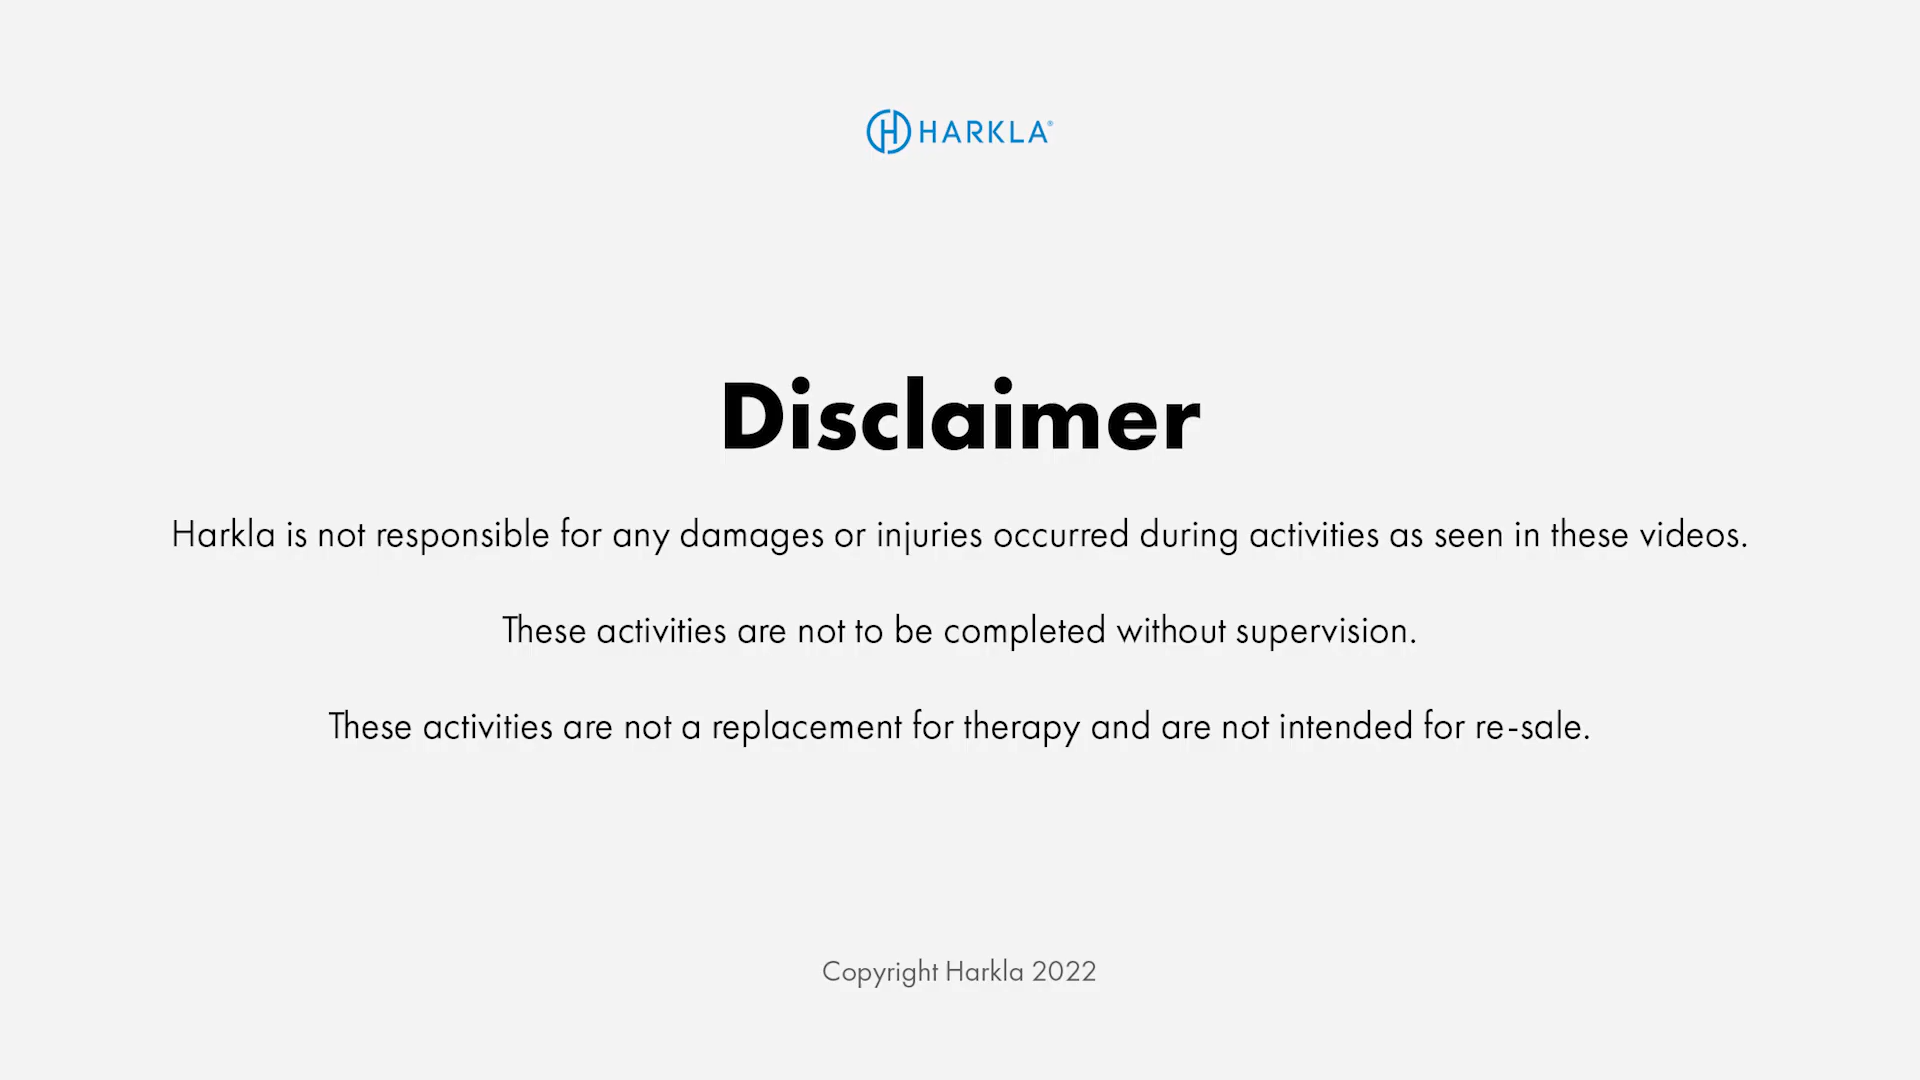 HARKLA®
Disclaimer
Harkla is not responsible for any damages or injuries occurred during activities as seen in these videos.
These activities are not to be completed without supervision.
These activities are not a replacement for therapy and are not intended for re-sale.
Copyright Harkla 2022